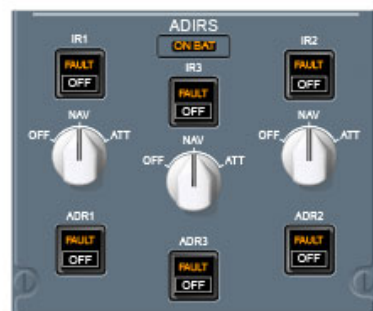 ADIRS
ON BAT
IR1
IR3
IR2
FAULT
OFF
FAULT
OFF
FAULT
OFF
NAV
OFF
ATT
NAV
OFF
ATT
NAV
OFF
ATT
ADR1
ADR3
ADR2
FAULT
OFF
FAULT
OFF
FAULT
OFF